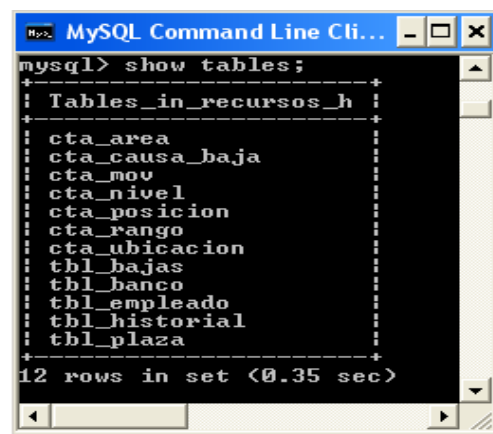 MySQL Command Line Cli...
mysql> show tables;
+----------------------+
| Tables_in_recursos_h |
+----------------------+
| cta_area             |
| cta_causa_baja       |
| cta_mov              |
| cta_nivel            |
| cta_posicion         |
| cta_rango            |
| cta_ubicacion        |
| tbl_bajas            |
| tbl_banco            |
| tbl_empleado         |
| tbl_historial        |
| tbl_plaza            |
+----------------------+
12 rows in set (0.35 sec)